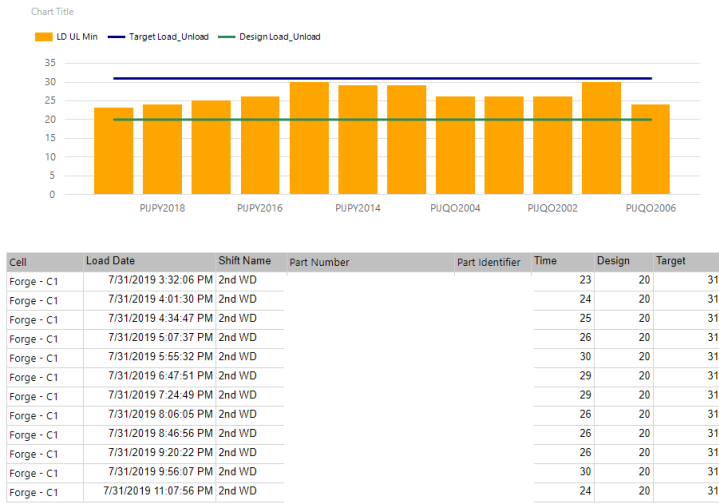 Chart Title
LD UL Min Target Load_Unload Design Load_Unload
35
30
25
20
15
10
5
0
PIJPY2018 PIJPY2016 PIJPY2014 PIJQO2004 PIJQO2002 PIJQO2006
Cell Load Date Shift Name Part Number Part Identifier Time Design Target
Forge - C1 7/31/2019 3:32:06 PM 2nd WD 23 20 31
Forge - C1 7/31/2019 4:01:30 PM 2nd WD 24 20 31
Forge - C1 7/31/2019 4:34:47 PM 2nd WD 25 20 31
Forge - C1 7/31/2019 5:07:37 PM 2nd WD 26 20 31
Forge - C1 7/31/2019 5:55:32 PM 2nd WD 30 20 31
Forge - C1 7/31/2019 6:47:51 PM 2nd WD 29 20 31
Forge - C1 7/31/2019 7:24:49 PM 2nd WD 29 20 31
Forge - C1 7/31/2019 8:06:05 PM 2nd WD 26 20 31
Forge - C1 7/31/2019 8:46:56 PM 2nd WD 26 20 31
Forge - C1 7/31/2019 9:20:22 PM 2nd WD 26 20 31
Forge - C1 7/31/2019 9:56:07 PM 2nd WD 30 20 31
Forge - C1 7/31/2019 11:07:56 PM 2nd WD 24 20 31